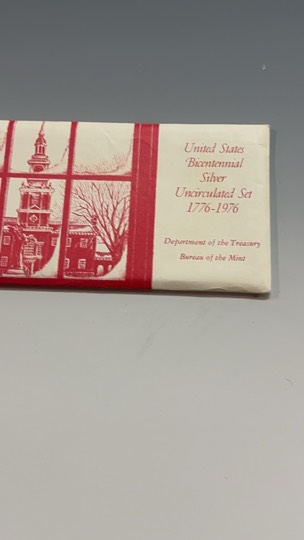 United States
Bicentennial
Silver
Uncirculated Set
1776-1976
Department of the Treasury
Bureau of the Mint